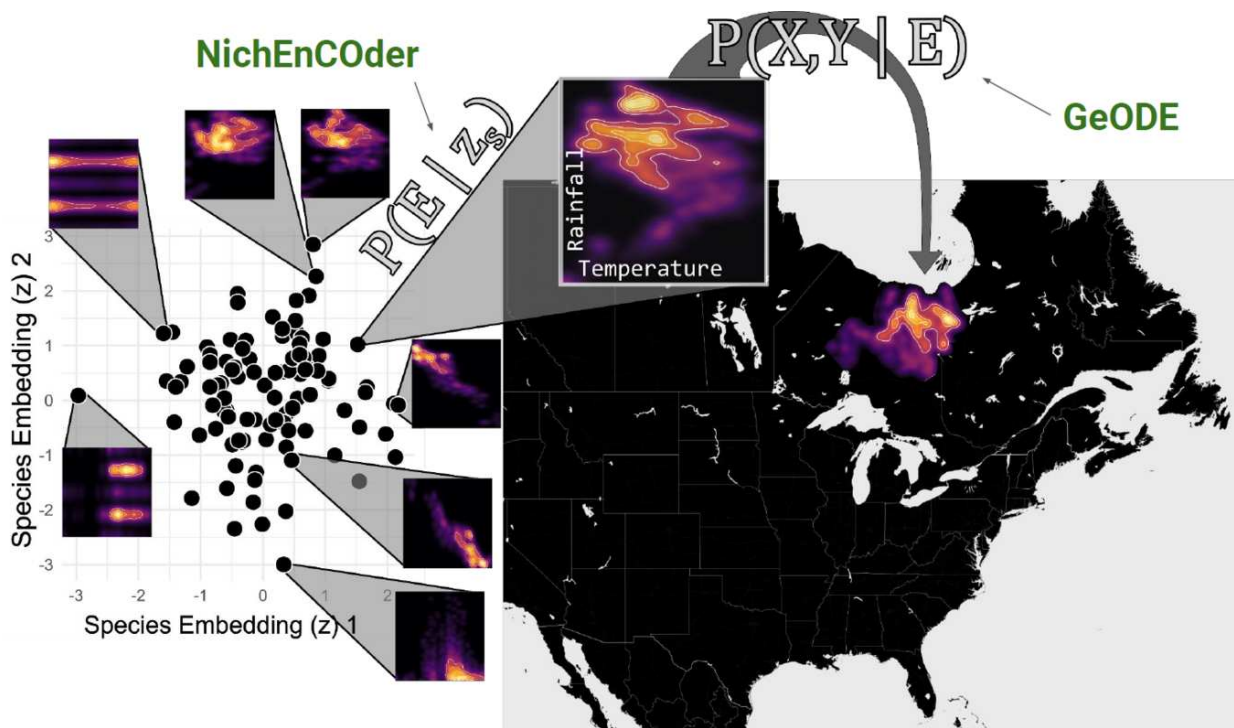 NichEnCOder
P(X,Y | E)
GeODE
P(E | zₛ)
Rainfall
Temperature
Species Embedding (z) 2
3
2
1
0
-1
-2
-3
-3
-2
-1
0
1
2
Species Embedding (z) 1